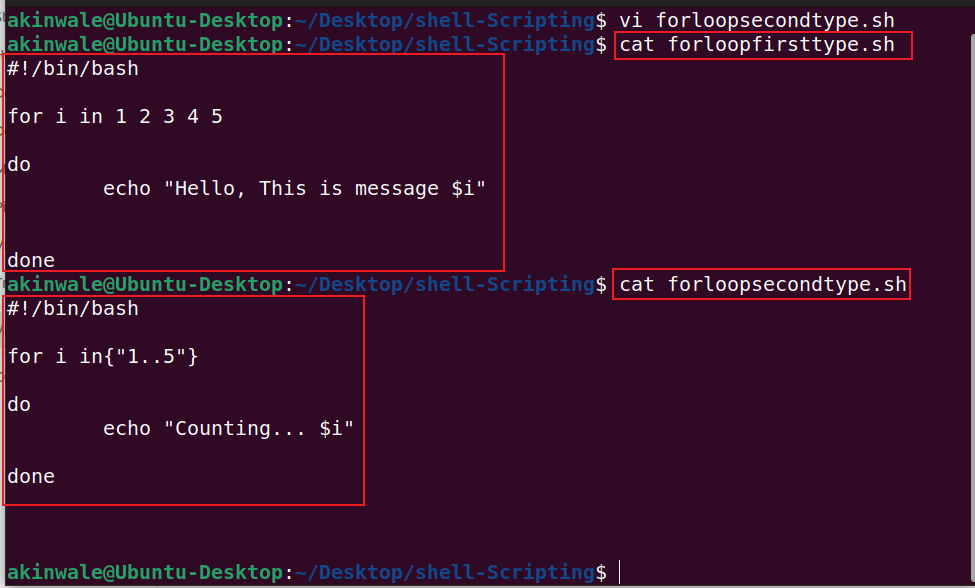 akinwale@Ubuntu-Desktop:~/Desktop/shell-Scripting$ vi forloopsecondtype.sh
akinwale@Ubuntu-Desktop:~/Desktop/shell-Scripting$ cat forloopfirsttype.sh
#!/bin/bash
for i in 1 2 3 4 5
do
echo "Hello, This is message $i"
done
akinwale@Ubuntu-Desktop:~/Desktop/shell-Scripting$ cat forloopsecondtype.sh
#!/bin/bash
for i in{"1..5"}
do
echo "Counting... $i"
done
akinwale@Ubuntu-Desktop:~/Desktop/shell-Scripting$